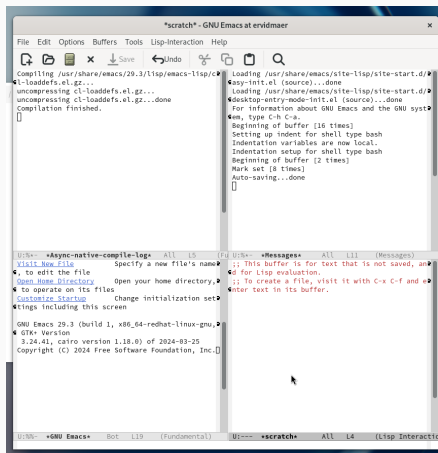 *scratch* - GNU Emacs at ervidmaer
File Edit Options Buffers Tools Lisp-Interaction Help
Save Undo
Compiling /usr/share/emacs/29.3/lisp/emacs-lisp/c
l-loaddefs.el.gz...
uncompressing cl-loaddefs.el.gz...
uncompressing cl-loaddefs.el.gz...done
Compilation finished.
U:%*- *Async-native-compile-log* All L5 (Fu
Loading /usr/share/emacs/site-lisp/site-start.d/
easy-init.el (source)...done
Loading /usr/share/emacs/site-lisp/site-start.d/
desktop-entry-mode-init.el (source)...done
For information about GNU Emacs and the GNU syst
em, type C-h C-a.
Beginning of buffer [16 times]
Setting up indent for shell type bash
Indentation variables are now local.
Indentation setup for shell type bash
Beginning of buffer [2 times]
Mark set [8 times]
Auto-saving...done
U:%*- *Messages* All L11 (Messages)
Visit New File Specify a new file's name
, to edit the file
Open Home Directory Open your home directory,
to operate on its files
Customize Startup Change initialization set
tings including this screen
GNU Emacs 29.3 (build 1, x86_64-redhat-linux-gnu,
GTK+ Version
3.24.41, cairo version 1.18.0) of 2024-03-25
Copyright (C) 2024 Free Software Foundation, Inc.
U:%%- *GNU Emacs* Bot L19 (Fundamental)
;; This buffer is for text that is not saved, an
d for Lisp evaluation.
;; To create a file, visit it with C-x C-f and e
nter text in its buffer.
U:--- *scratch* All L4 (Lisp Interactio